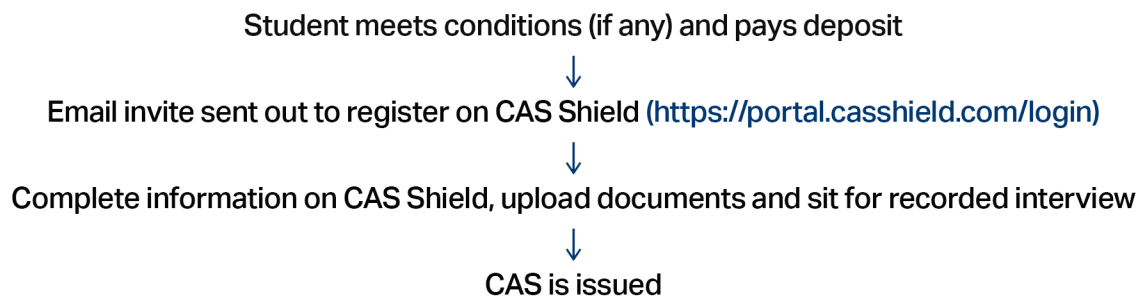 Student meets conditions (if any) and pays deposit
Email invite sent out to register on CAS Shield (https://portal.casshield.com/login)
Complete information on CAS Shield, upload documents and sit for recorded interview
CAS is issued